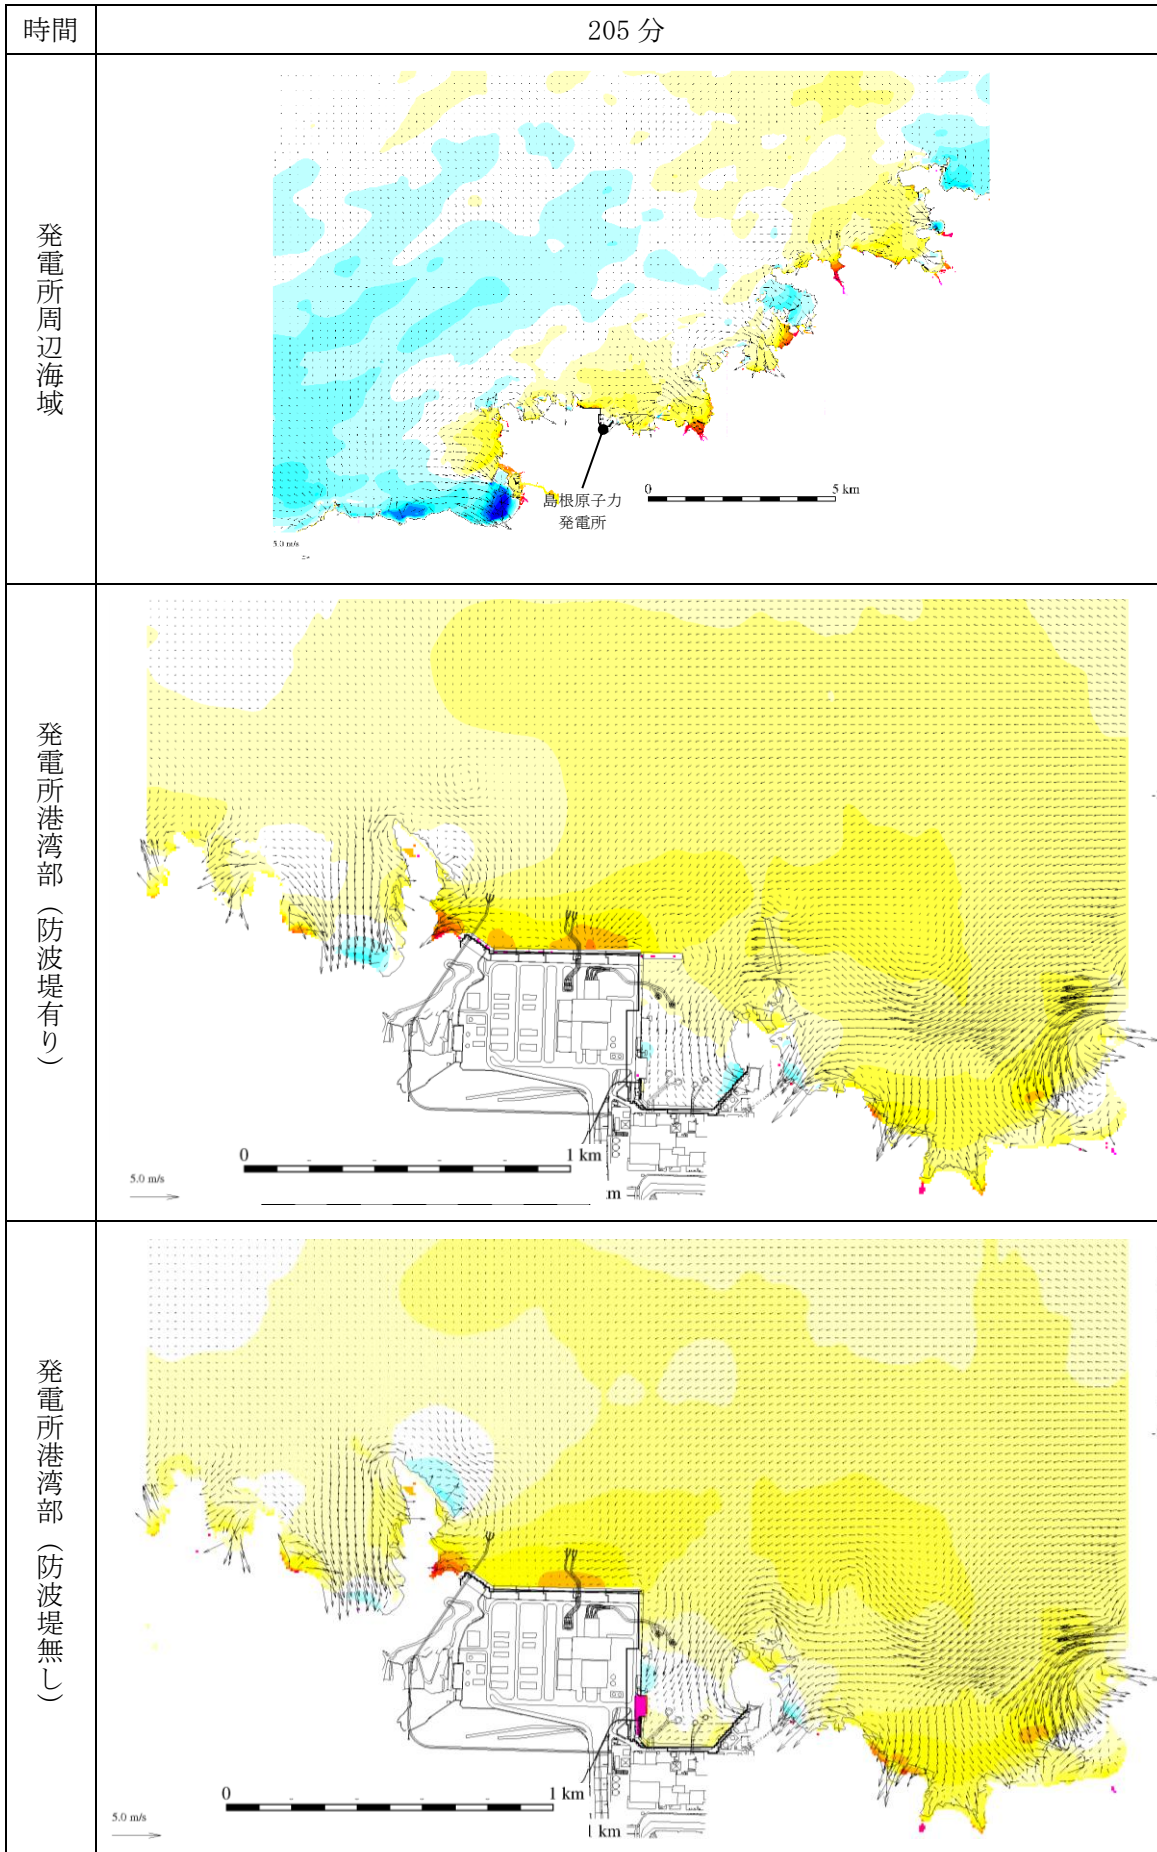 時間
205 分
発電所周辺海域
島根原子力
発電所
0
5 km
5.0 m/s
発電所港湾部（防波堤有り）
0
1 km
5.0 m/s
m
発電所港湾部（防波堤無し）
0
1 km
5.0 m/s
1 km